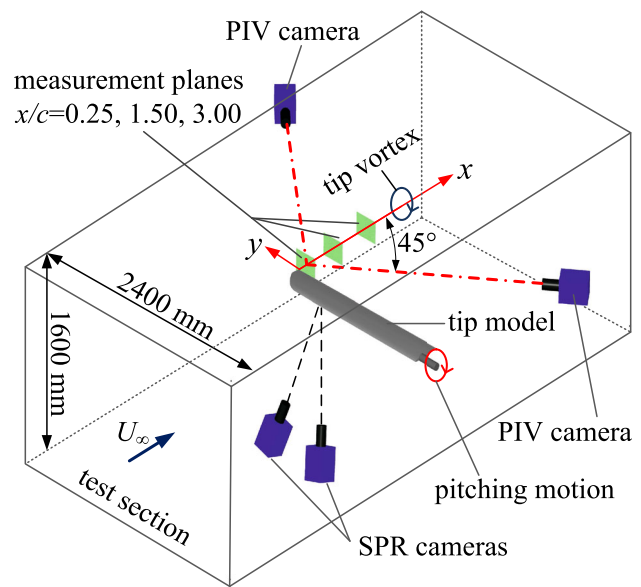 PIV camera
measurement planes
x/c=0.25, 1.50, 3.00
tip vortex
x
y
45°
2400 mm
1600 mm
tip model
U∞
test section
PIV camera
pitching motion
SPR cameras